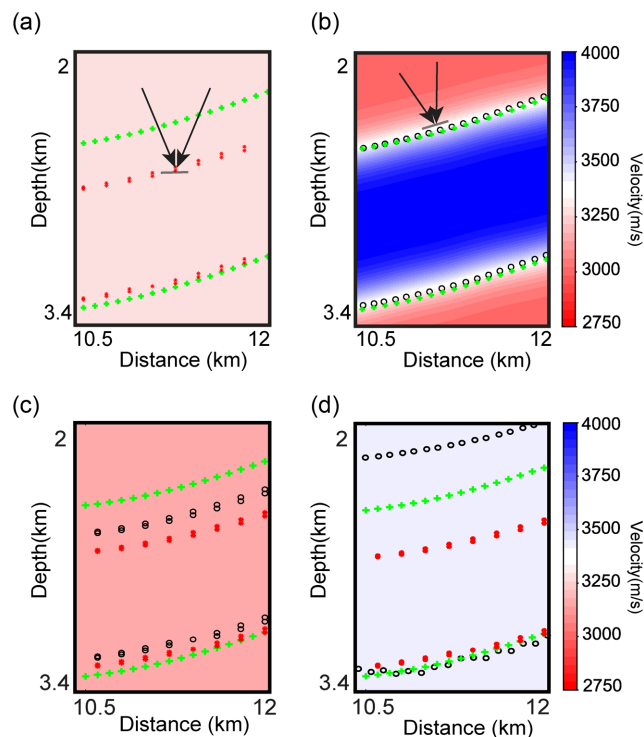 (a)
2
Depth(km)
3.4
10.5
12
Distance (km)
(b)
2
Depth(km)
3.4
10.5
12
Distance (km)
4000
3750
3500
3250
3000
2750
Velocity(m/s)
(c)
2
Depth(km)
3.4
10.5
12
Distance (km)
(d)
2
Depth(km)
3.4
10.5
12
Distance (km)
4000
3750
3500
3250
3000
2750
Velocity(m/s)